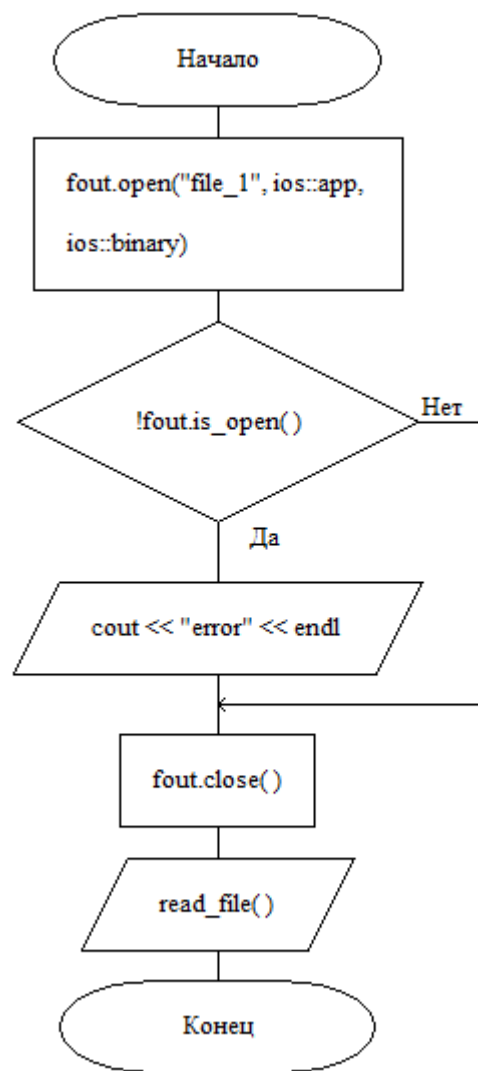 Начало
fout.open("file_1", ios::app,
ios::binary)
!fout.is_open( )
Нет
Да
cout << "error" << endl
fout.close( )
read_file( )
Конец